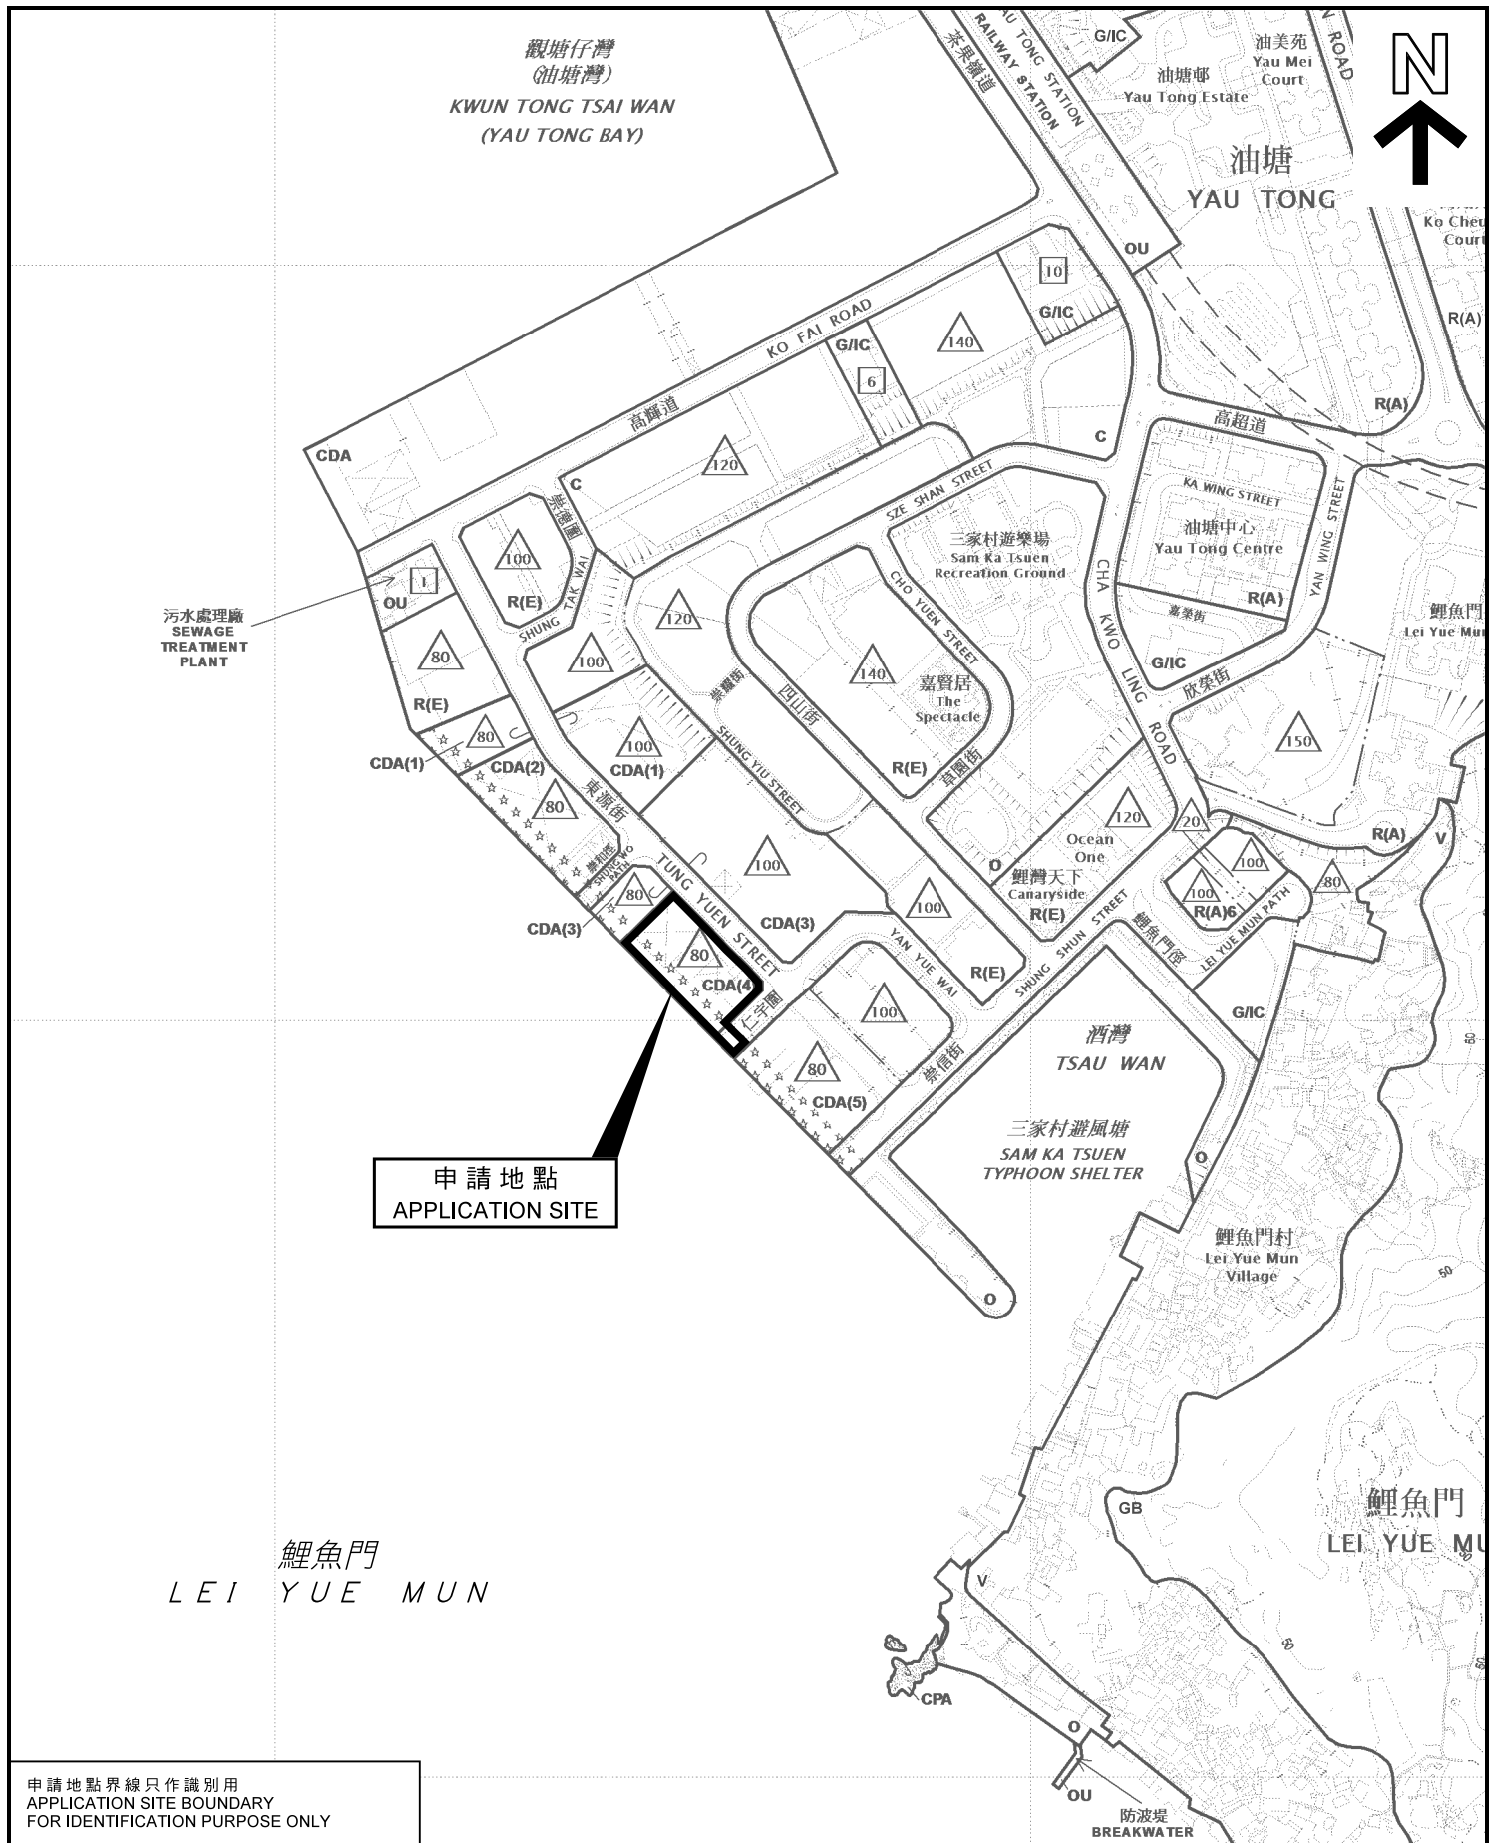 觀塘仔灣
(油塘灣)
KWUN TONG TSAI WAN
(YAU TONG BAY)
茶果嶺道
YAU TONG STATION
RAILWAY STATION
G/IC
油美苑
Yau Mei
Court
油塘邨
Yau Tong Estate
N
油塘
YAU TONG
Ko Cheu
Court
OU
10
G/IC
R(A)
KO FAI ROAD
高輝道
G/IC
6
140
R(A)
高超道
C
CDA
120
C
SZE SHAN STREET
KA WING STREET
油塘中心
Yau Tong Centre
YAN WING STREET
R(A)
嘉榮街
G/IC
欣榮街
三家村遊樂場
Sam Ka Tsuen
Recreation Ground
CHO YUEN STREET
CHA KWO LING ROAD
鯉魚門
Lei Yue Mun
崇德圍
SHUNG TAK WAI
100
R(E)
1
OU
污水處理廠
SEWAGE
TREATMENT
PLANT
80
R(E)
100
120
崇耀街
140
嘉賢居
The
Spectacle
四山街
R(E)
草園街
150
80
CDA(1)
CDA(2)
80
100
CDA(1)
SHUNG YIU STREET
東源街
崇和徑
SHUNG WO
PATH
TUNG YUEN STREET
100
CDA(3)
80
CDA(3)
80
CDA(4)
仁宇圍
O
120
Ocean
One
鯉灣天下
Canaryside
R(E)
20
100
100
R(A)6
80
R(A)
V
LEI YUE MUN PATH
鯉魚門徑
SHUNG SHUN STREET
100
YAN YUE WAI
R(E)
G/IC
100
崇信街
80
CDA(5)
酒灣
TSAU WAN
三家村避風塘
SAM KA TSUEN
TYPHOON SHELTER
O
50
申請地點
APPLICATION SITE
鯉魚門村
Lei Yue Mun
Village
50
O
GB
鯉魚門
LEI YUE MU
50
鯉魚門
LEI YUE MUN
V
50
50
CPA
O
OU
防波堤
BREAKWATER
申請地點界線只作識別用
APPLICATION SITE BOUNDARY
FOR IDENTIFICATION PURPOSE ONLY